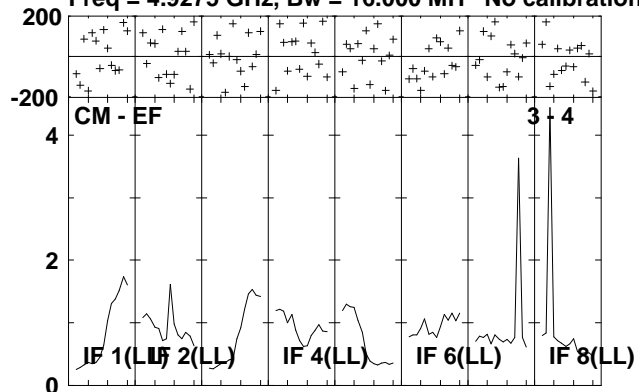 Freq = 4.9275 GHz, Bw = 16.000 MH No calibration
200
-200
CM - EF
3 - 4
4
2
IF 1(LL)
IF 2(LL)
IF 4(LL)
IF 6(LL)
IF 8(LL)
0